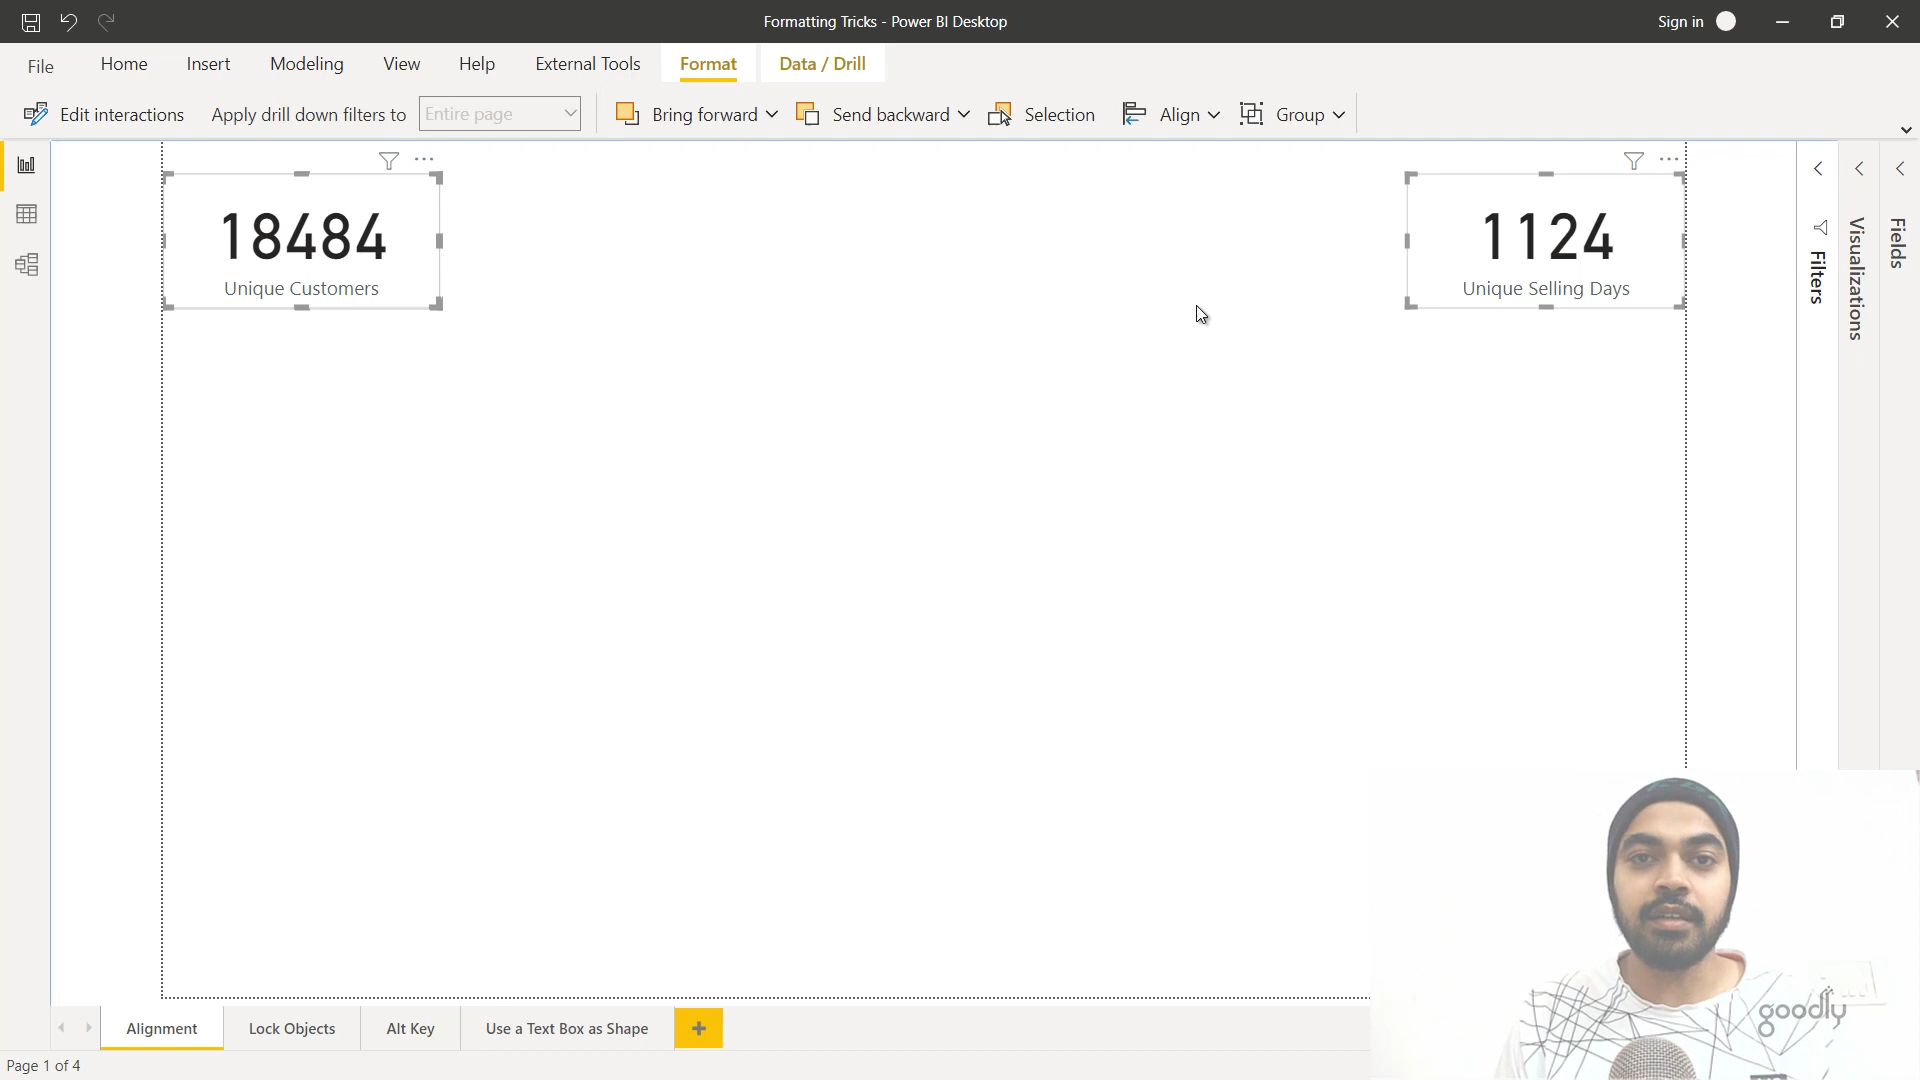 Formatting Tricks - Power BI Desktop
Sign in
File
Home
Insert
Modeling
View
Help
External Tools
Format
Data / Drill
Edit interactions
Apply drill down filters to
Entire page
Bring forward
Send backward
Selection
Align
Group
18484
Unique Customers
1124
Unique Selling Days
Filters
Visualizations
Fields
goodly
Alignment
Lock Objects
Alt Key
Use a Text Box as Shape
Page 1 of 4